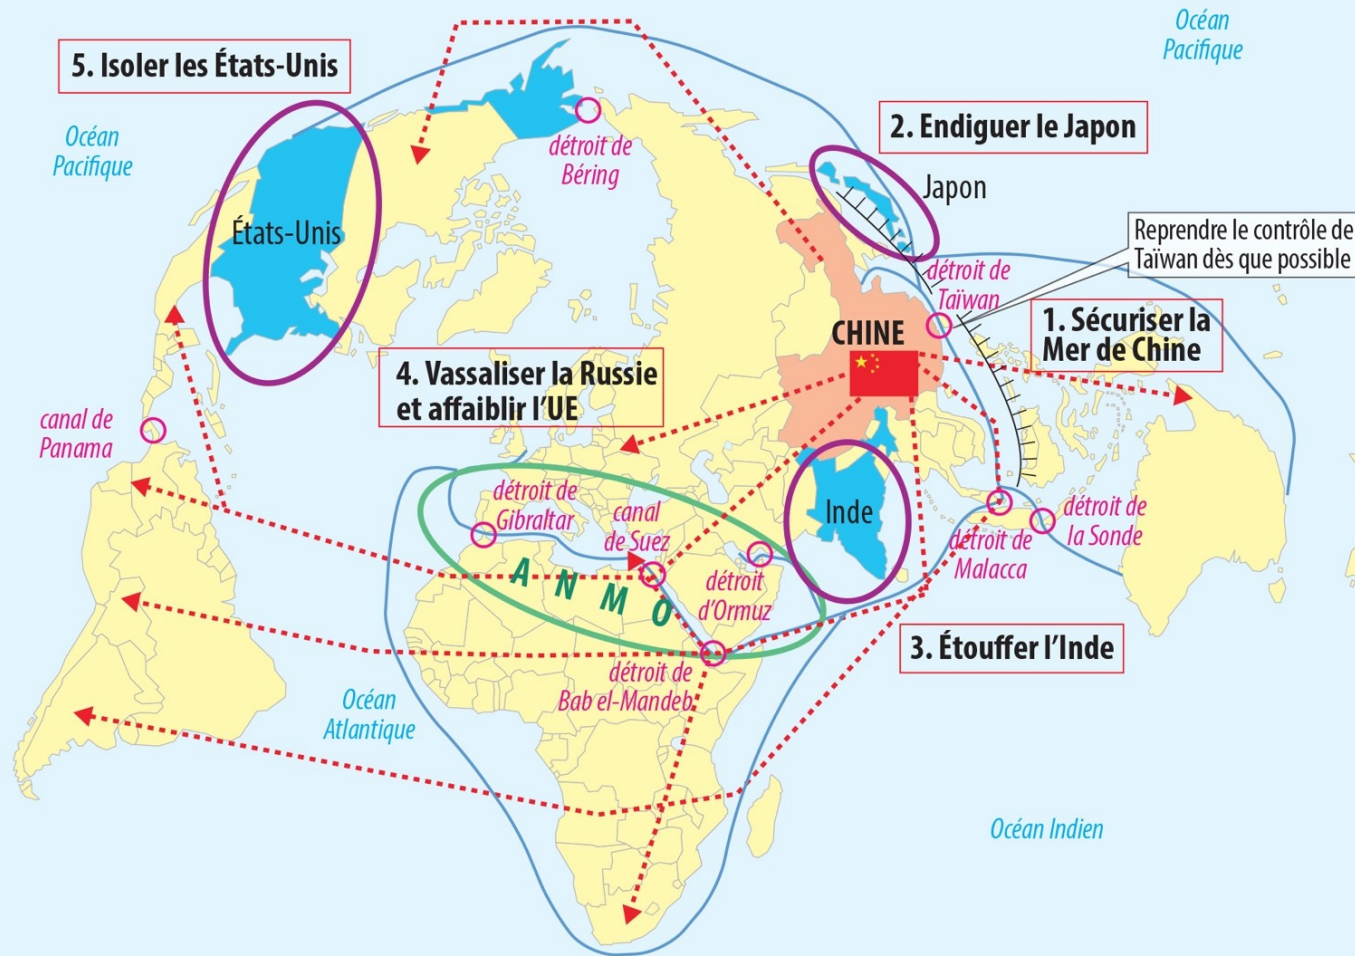 Océan
Pacifique
5. Isoler les États-Unis
Océan
Pacifique
détroit de
Béring
2. Endiguer le Japon
Japon
États-Unis
Reprendre le contrôle de
Taïwan dès que possible
détroit de
Taïwan
1. Sécuriser la
Mer de Chine
CHINE
4. Vassaliser la Russie
et affaiblir l'UE
canal de
Panama
détroit de
Gibraltar
canal
de Suez
Inde
détroit de
la Sonde
détroit de
Malacca
détroit
d'Ormuz
A N M O
3. Étouffer l'Inde
détroit de
Bab el-Mandeb
Océan
Atlantique
Océan Indien